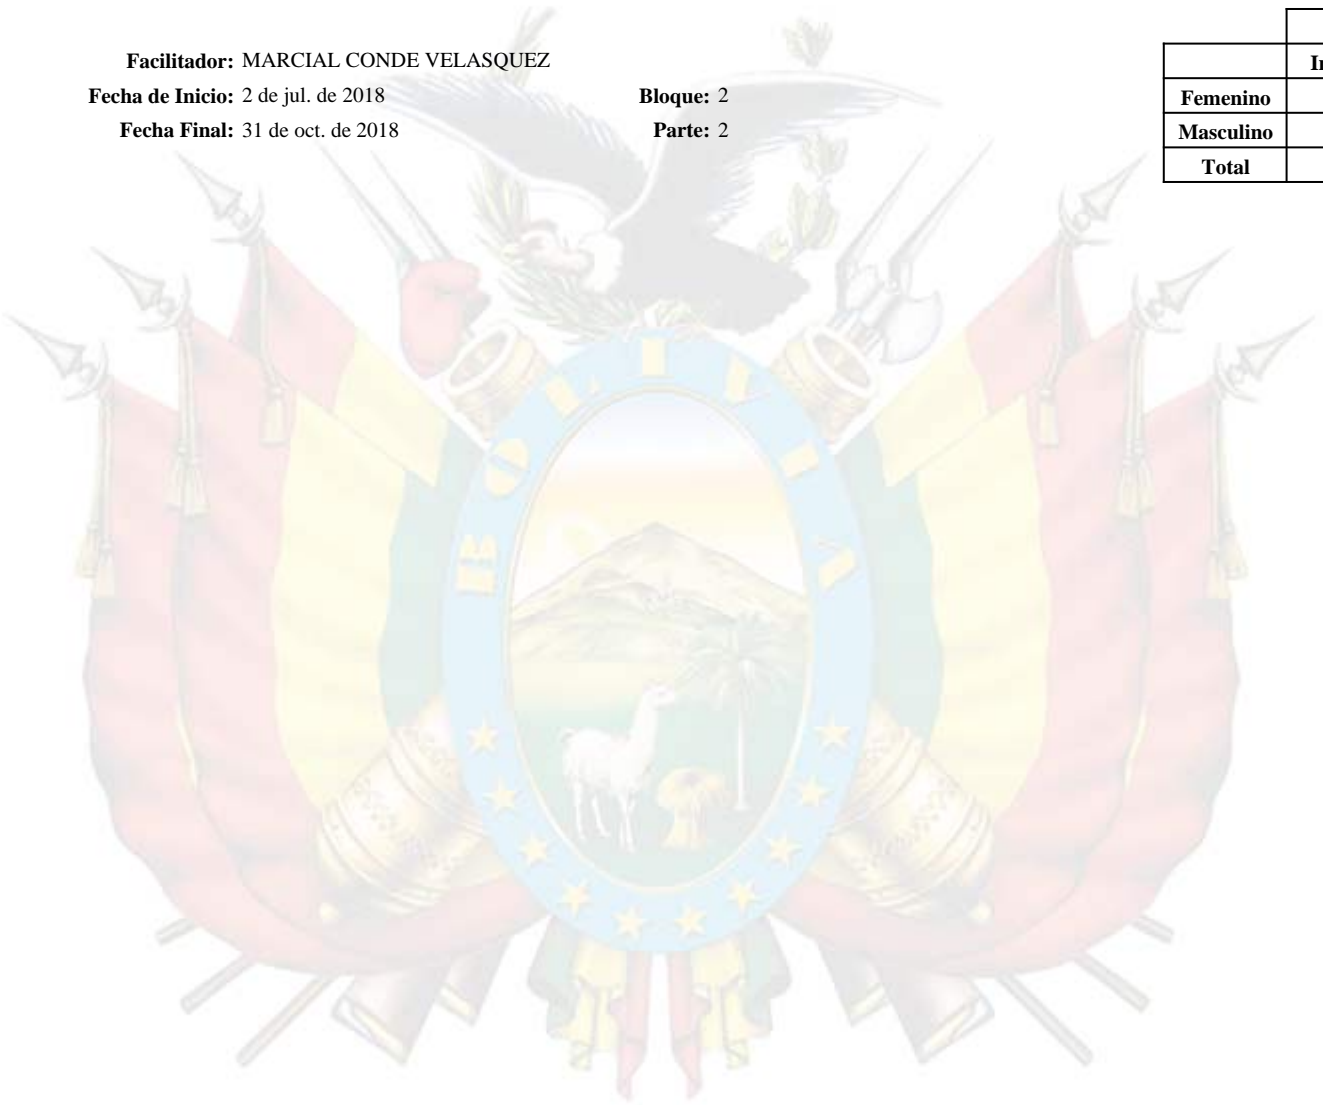 Facilitador: MARCIAL CONDE VELASQUEZ
Fecha de Inicio: 2 de jul. de 2018 Bloque: 2
Fecha Final: 31 de oct. de 2018 Parte: 2
Femenino
Masculino
Total
BOLIVIA